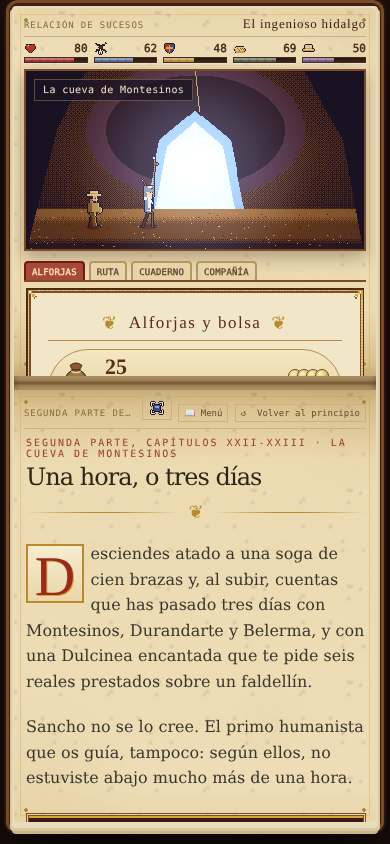 RELACIÓN DE SUCESOS
El ingenioso hidalgo
80 62 48 69 50
La cueva de Montesinos
ALFORJAS RUTA CUADERNO COMPAÑÍA
Alforjas y bolsa
25
SEGUNDA PARTE DE…
📖 Menú
↺ Volver al principio
SEGUNDA PARTE, CAPÍTULOS XXII-XXIII · LA
CUEVA DE MONTESINOS
Una hora, o tres días
Desciendes atado a una soga de
cien brazas y, al subir, cuentas
que has pasado tres días con
Montesinos, Durandarte y Belerma, y con
una Dulcinea encantada que te pide seis
reales prestados sobre un faldellín.
Sancho no se lo cree. El primo humanista
que os guía, tampoco: según ellos, no
estuviste abajo mucho más de una hora.